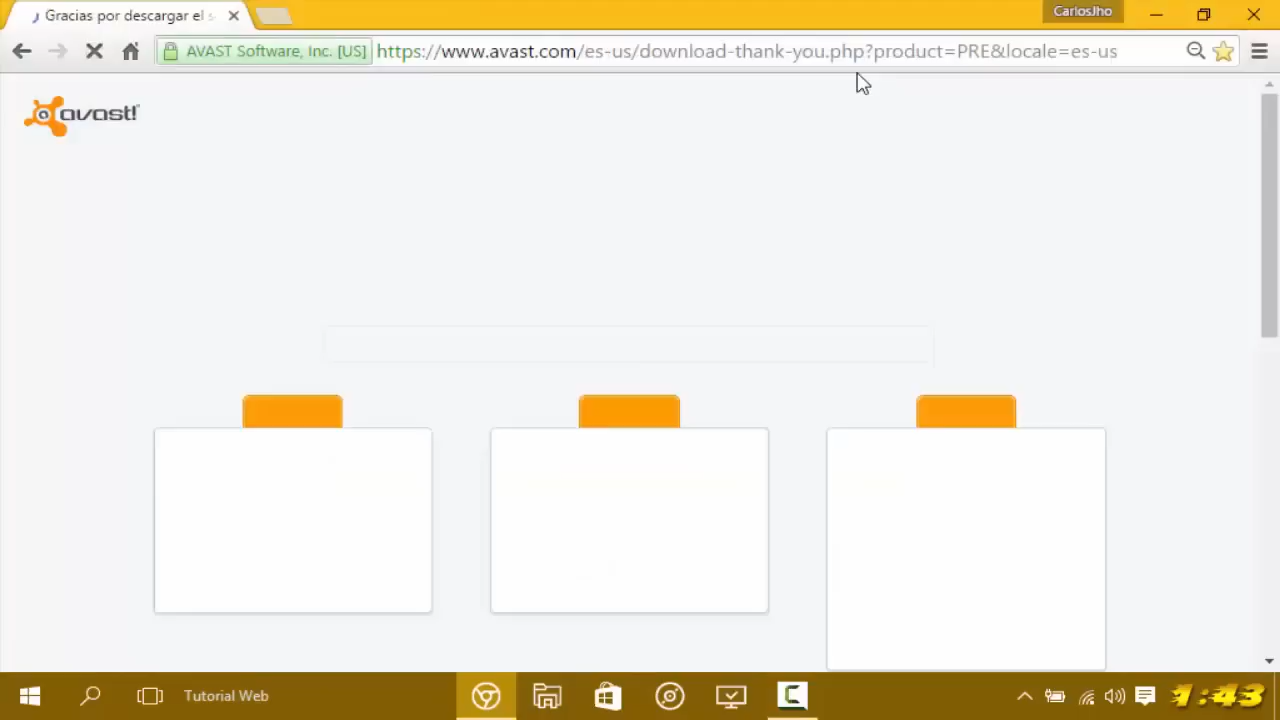 Gracias por descargar el s
CarlosJho
AVAST Software, Inc. [US]
https://www.avast.com/es-us/download-thank-you.php?product=PRE&locale=es-us
avast!
Tutorial Web
1:43